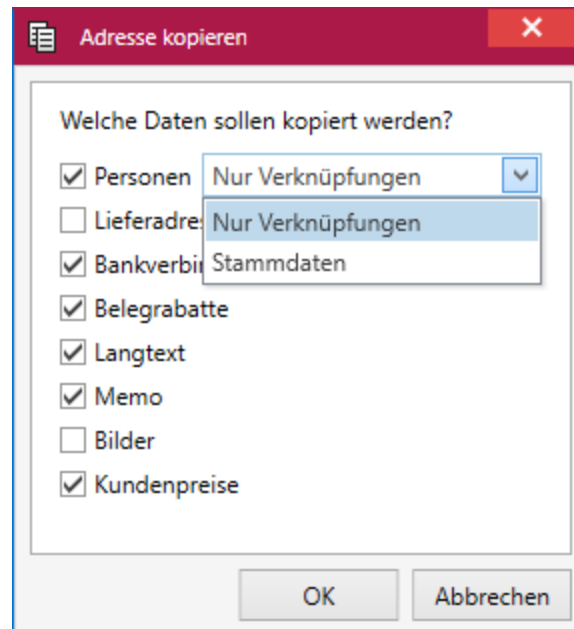 Adresse kopieren
Welche Daten sollen kopiert werden?
Personen Nur Verknüpfungen
Nur Verknüpfungen
Stammdaten
Belegrabatte
Langtext
Memo
Bilder
Kundenpreise
OK Abbrechen